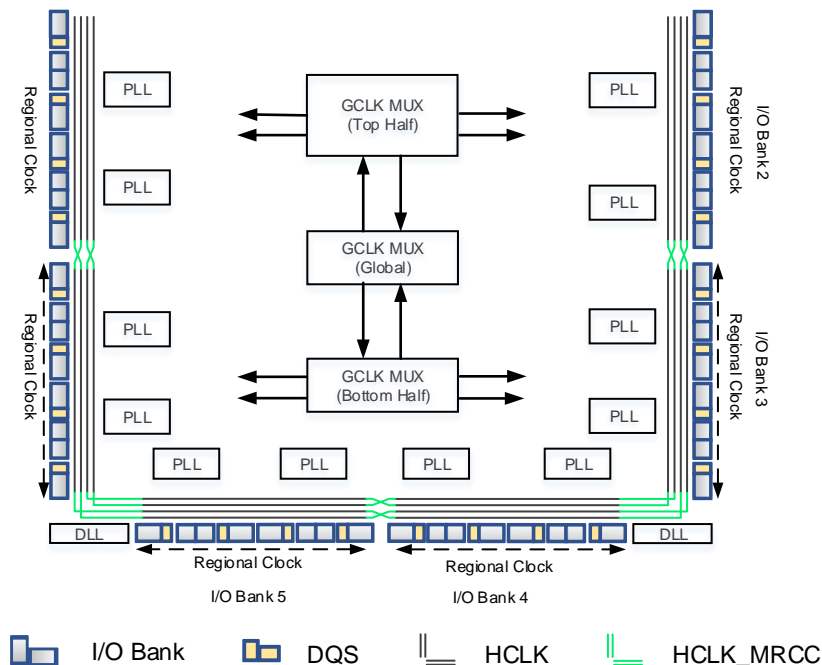 PLL
GCLK MUX
(Top Half)
PLL
Regional Clock
Regional Clock
I/O Bank 2
PLL
PLL
GCLK MUX
(Global)
PLL
PLL
Regional Clock
Regional Clock
I/O Bank 3
GCLK MUX
(Bottom Half)
PLL
PLL
PLL
PLL
PLL
PLL
DLL
DLL
Regional Clock
Regional Clock
I/O Bank 5
I/O Bank 4
I/O Bank
DQS
HCLK
HCLK_MRCC